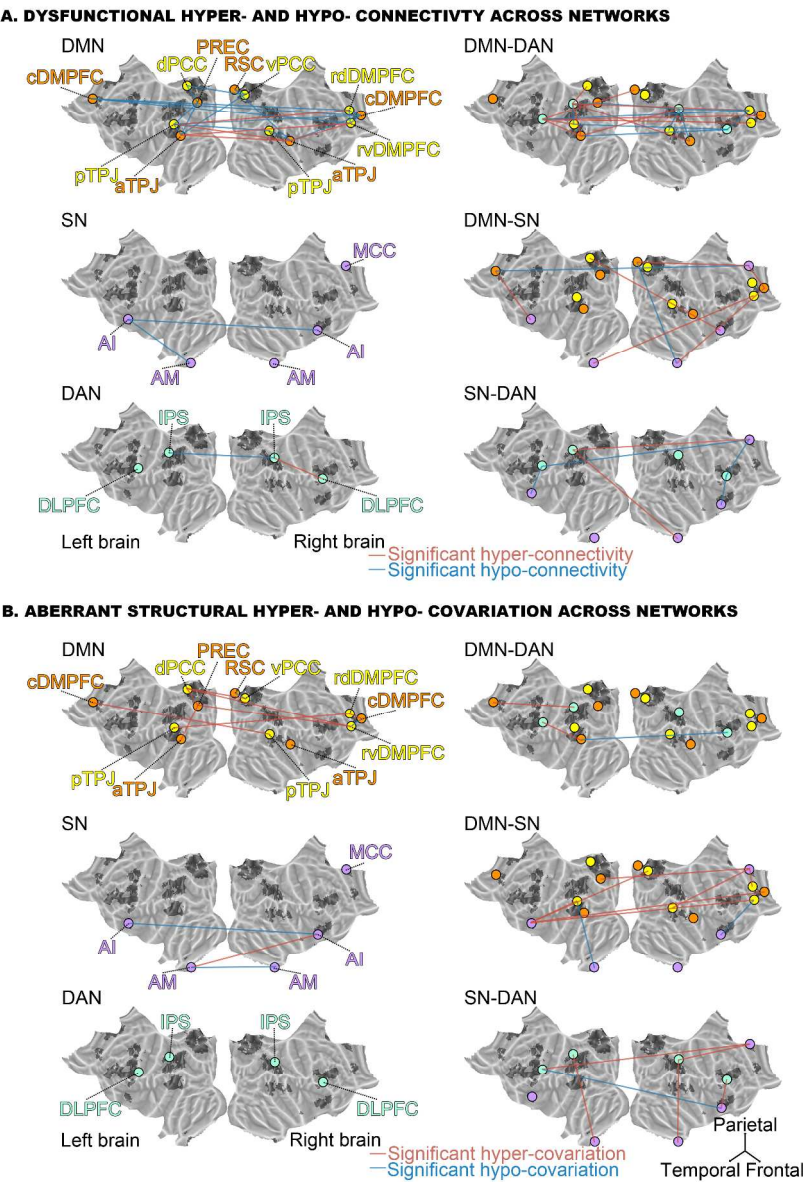 A. DYSFUNCTIONAL HYPER- AND HYPO- CONNECTIVTY ACROSS NETWORKS
DMN
DMN-DAN
PREC
dPCC
RSC
vPCC
rdDMPFC
cDMPFC
cDMPFC
rvDMPFC
pTPJ
aTPJ
pTPJ
aTPJ
SN
DMN-SN
MCC
AI
AI
AM
AM
DAN
SN-DAN
IPS
IPS
DLPFC
DLPFC
Left brain
Right brain
Significant hyper-connectivity
Significant hypo-connectivity
B. ABERRANT STRUCTURAL HYPER- AND HYPO- COVARIATION ACROSS NETWORKS
DMN
DMN-DAN
PREC
dPCC
RSC
vPCC
rdDMPFC
cDMPFC
cDMPFC
rvDMPFC
pTPJ
aTPJ
pTPJ
aTPJ
SN
DMN-SN
MCC
AI
AI
AM
AM
DAN
SN-DAN
IPS
IPS
DLPFC
DLPFC
Left brain
Right brain
Significant hyper-covariation
Significant hypo-covariation
Parietal
Temporal Frontal